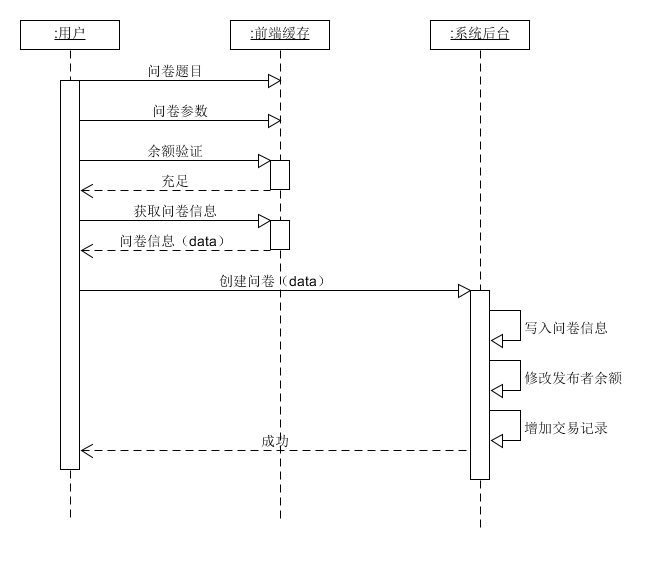 :用户
:前端缓存
:系统后台
问卷题目
问卷参数
余额验证
充足
获取问卷信息
问卷信息（data）
创建问卷（data）
写入问卷信息
修改发布者余额
增加交易记录
成功